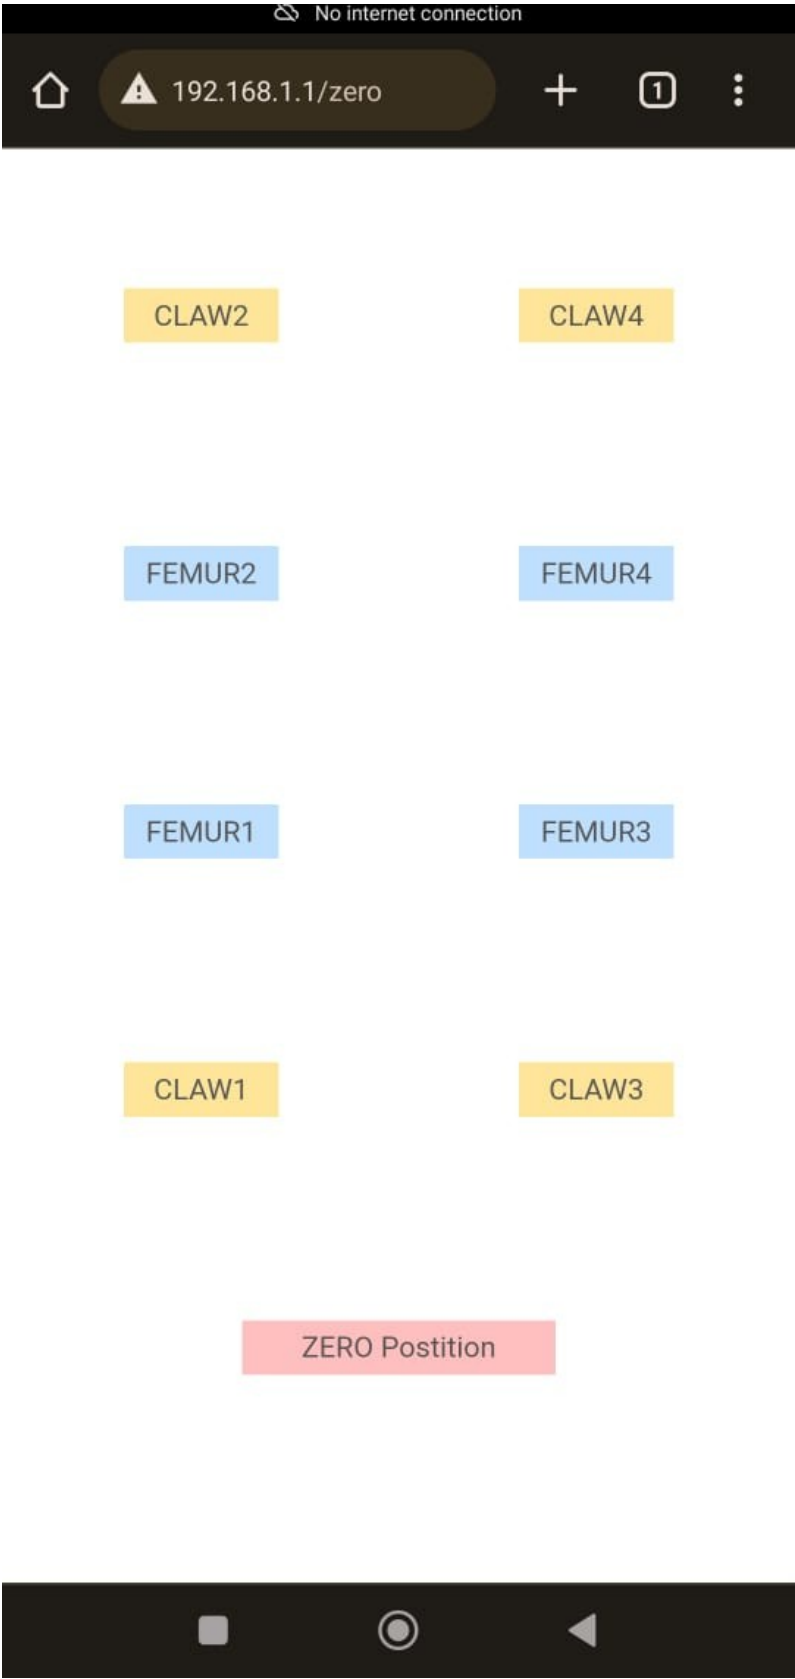 No internet connection
192.168.1.1/zero
1
CLAW2 CLAW4
FEMUR2 FEMUR4
FEMUR1 FEMUR3
CLAW1 CLAW3
ZERO Postition